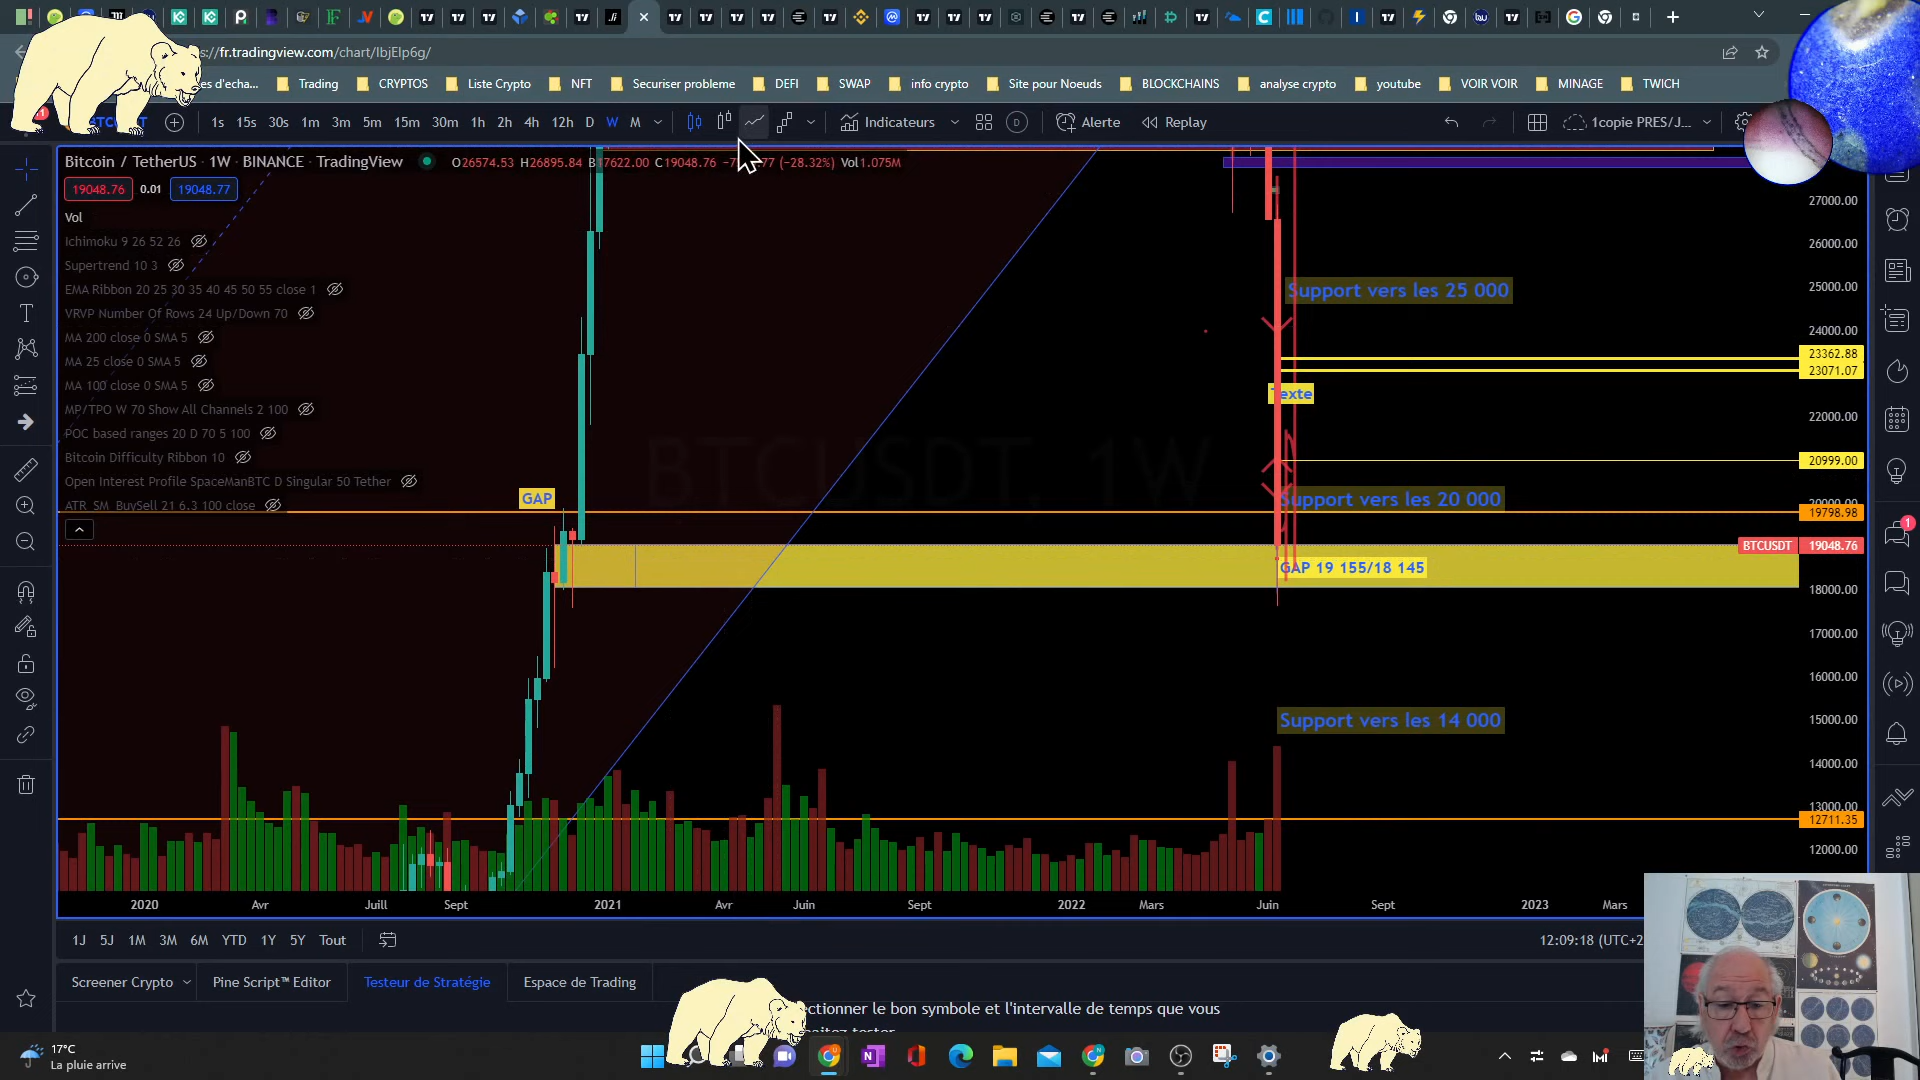 s://fr.tradingview.com/chart/IbjElp6g/
es d'echa...
Trading
CRYPTOS
Liste Crypto
NFT
Securiser probleme
DEFI
SWAP
info crypto
Site pour Noeuds
BLOCKCHAINS
analyse crypto
youtube
VOIR VOIR
MINAGE
TWICH
1s 15s 30s 1m 3m 5m 15m 30m 1h 2h 4h 12h D W M
Indicateurs
Alerte
Replay
1copie PRES/J...
Bitcoin / TetherUS · 1W · BINANCE · TradingView
O26574.53 H26895.84 B17622.00 C19048.76 (−28.32%) Vol1.075M
19048.76 0.01 19048.77
Vol
Ichimoku 9 26 52 26
Supertrend 10 3
EMA Ribbon 20 25 30 35 40 45 50 55 close 1
VRVP Number Of Rows 24 Up/Down 70
MA 200 close 0 SMA 5
MA 25 close 0 SMA 5
MA 100 close 0 SMA 5
MP/TPO W 70 Show All Channels 2 100
POC based ranges 20 D 70 5 100
Bitcoin Difficulty Ribbon 10
Open Interest Profile SpaceManBTC D Singular 50 Tether
ATR_SM_BuySell 21 6.3 100 close
BTCUSDT, 1W
GAP
Support vers les 25 000
Texte
Support vers les 20 000
GAP 19 155/18 145
Support vers les 14 000
27000.00
26000.00
25000.00
24000.00
23362.88
23071.07
22000.00
20999.00
20000.00
19798.98
BTCUSDT 19048.76
18000.00
17000.00
16000.00
15000.00
14000.00
13000.00
12711.35
12000.00
2020 Avr Juill Sept 2021 Avr Juin Sept 2022 Mars Juin Sept 2023 Mars
1J 5J 1M 3M 6M YTD 1Y 5Y Tout
12:09:18 (UTC+2
Screener Crypto
Pine Script™ Editor
Testeur de Stratégie
Espace de Trading
ectionner le bon symbole et l'intervalle de temps que vous
17°C
La pluie arrive